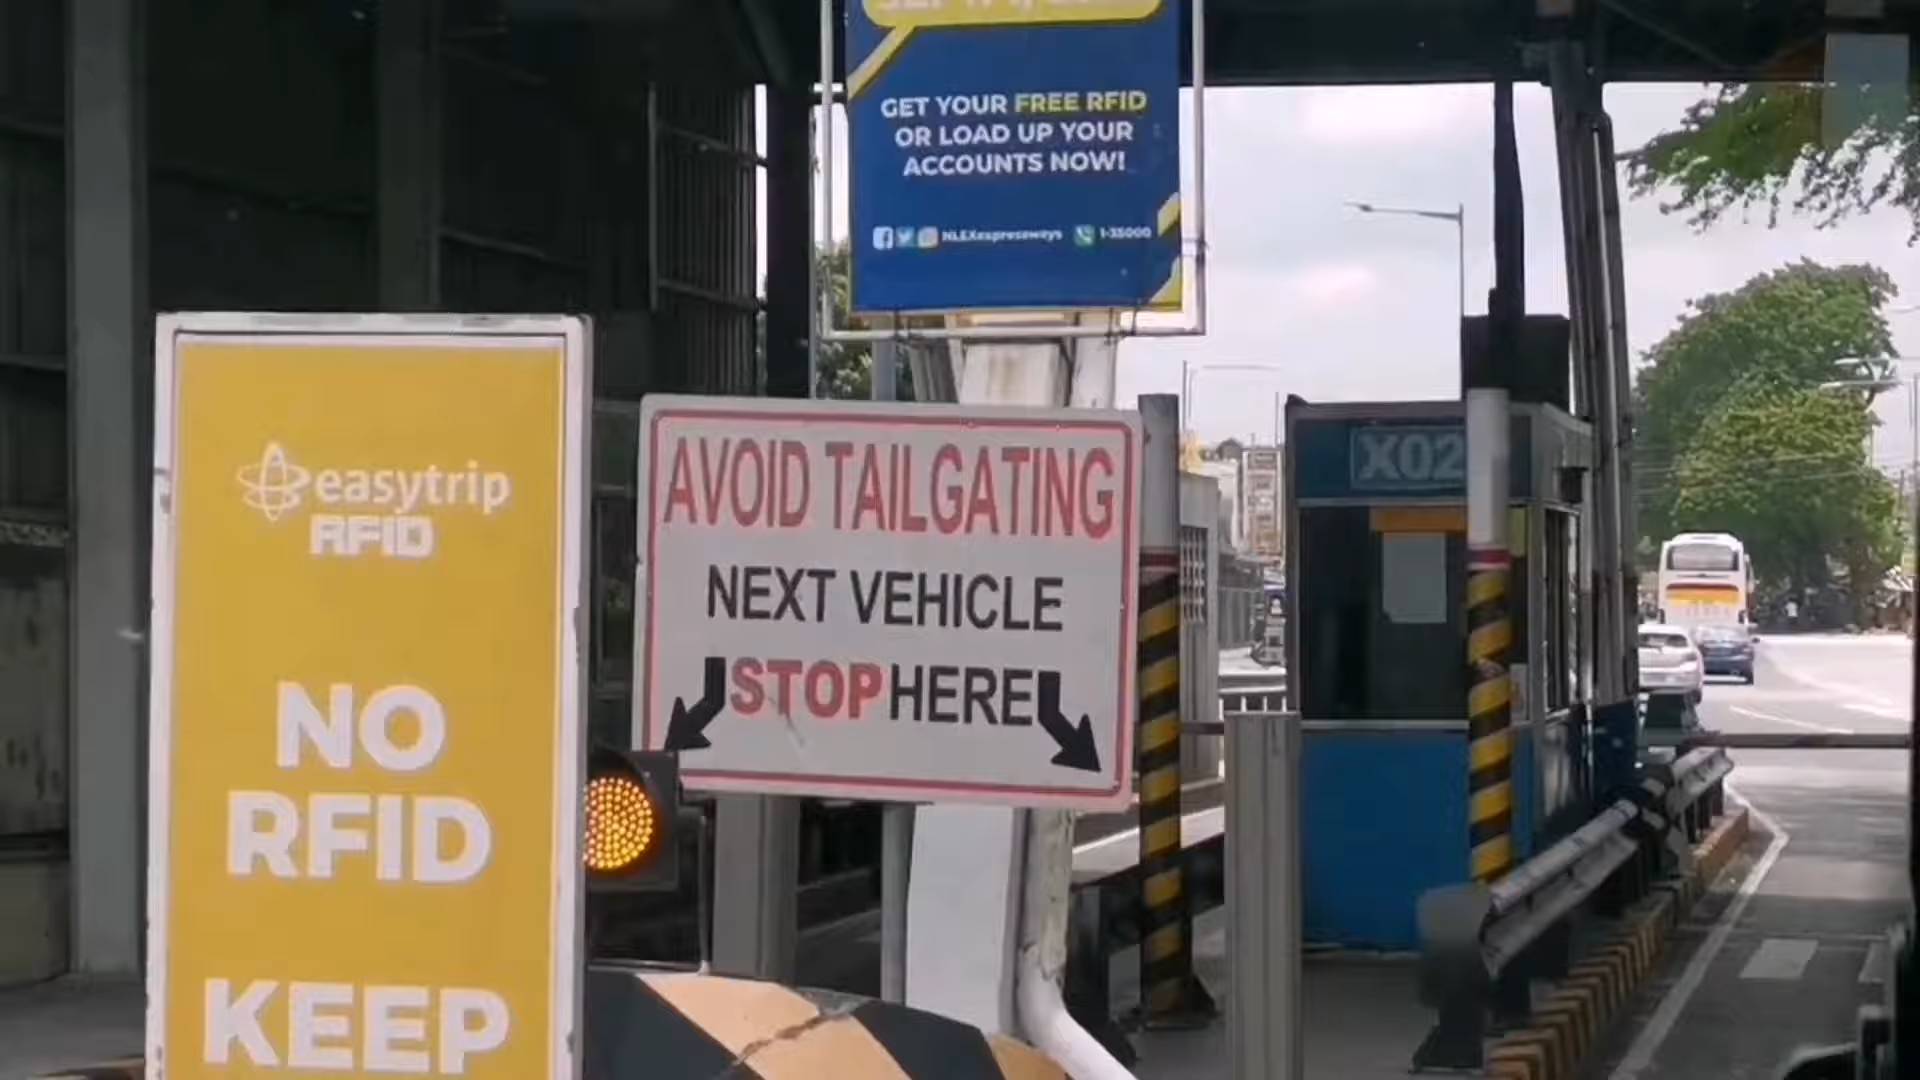 GET YOUR FREE RFID
OR LOAD UP YOUR
ACCOUNTS NOW!
NLEXexpressways 1-35000
easytrip
RFID
NO
RFID
KEEP
AVOID TAILGATING
NEXT VEHICLE
STOP HERE
X02